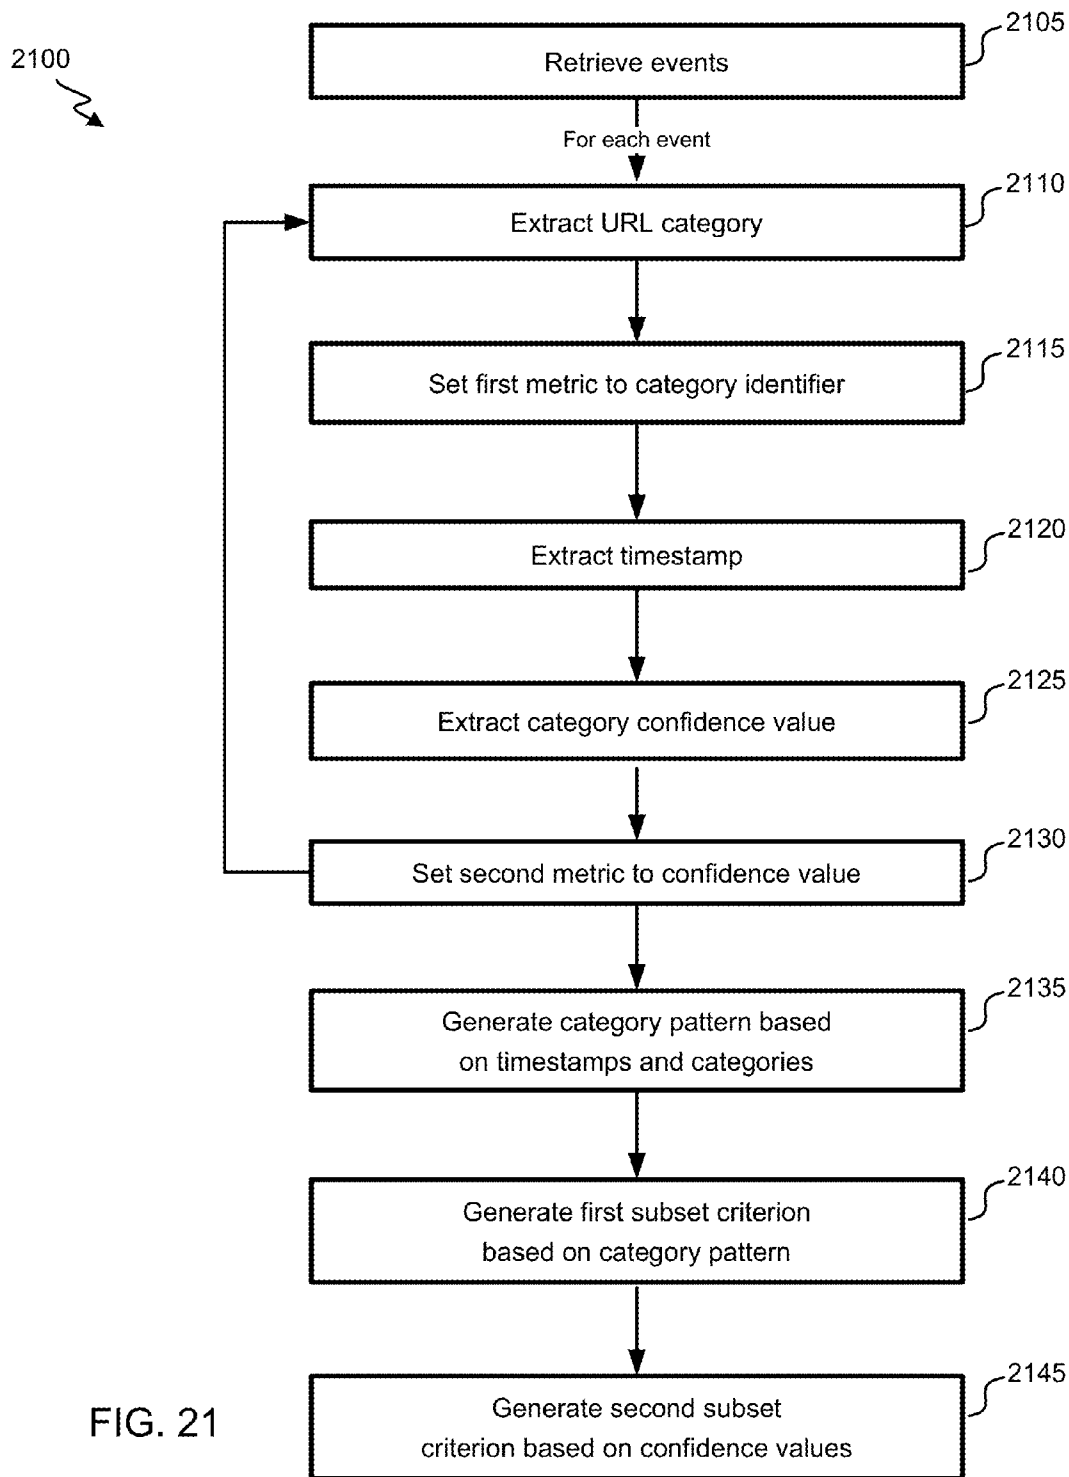 2105
Retrieve events
2100
For each event
2110
Extract URL category
2115
Set first metric to category identifier
2120
Extract timestamp
2125
Extract category confidence value
2130
Set second metric to confidence value
2135
Generate category pattern based
on timestamps and categories
2140
Generate first subset criterion
based on category pattern
2145
Generate second subset
criterion based on confidence values
FIG. 21